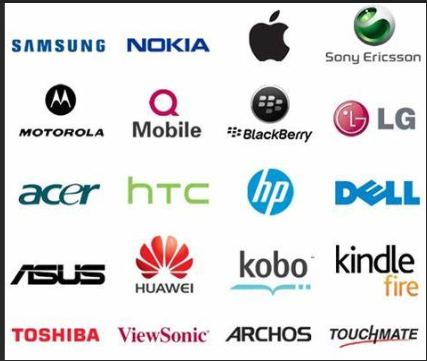 SAMSUNG
NOKIA
Sony Ericsson
MOTOROLA
Q
Mobile
BlackBerry
LG
acer
hTC
hp
DELL
ASUS
HUAWEI
kobo
kindle
fire
TOSHIBA
ViewSonic
ARCHOS
TOUCHMATE